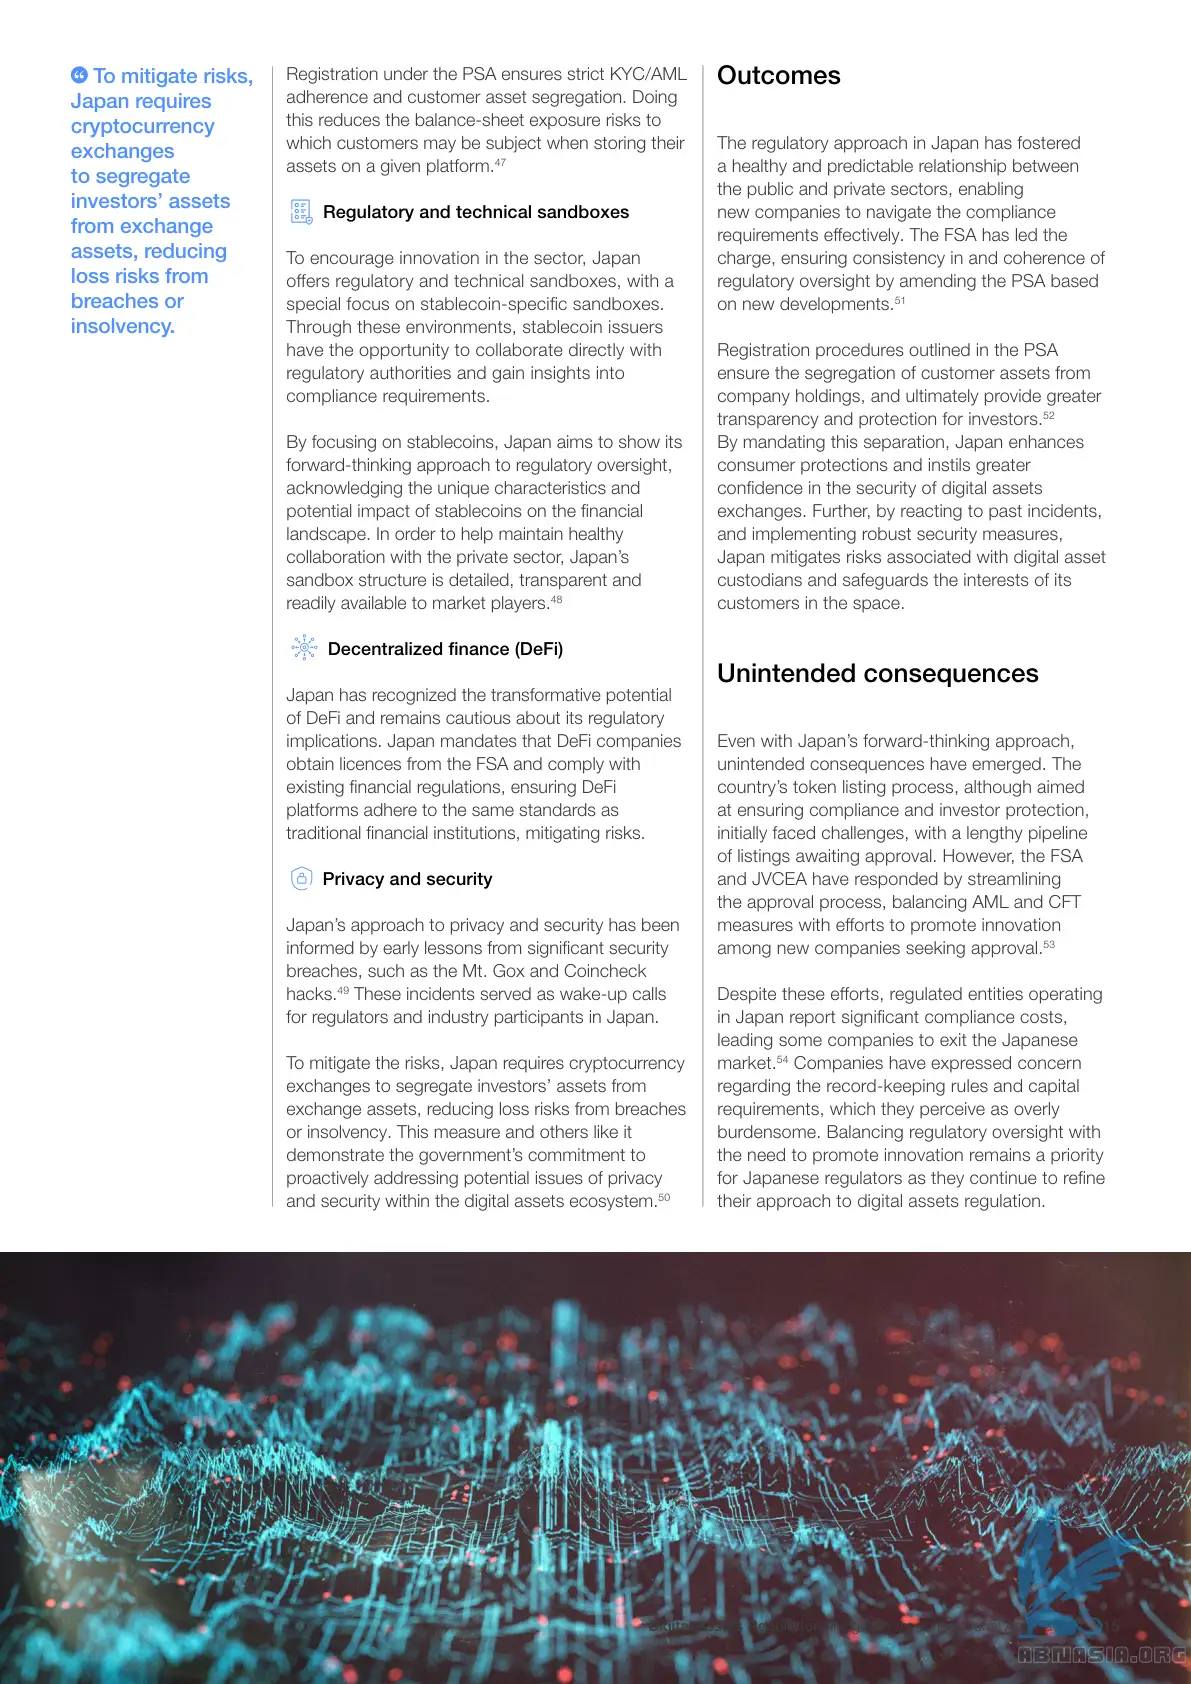 “ To mitigate risks,
Japan requires
cryptocurrency
exchanges
to segregate
investors’ assets
from exchange
assets, reducing
loss risks from
breaches or
insolvency.
Registration under the PSA ensures strict KYC/AML
adherence and customer asset segregation. Doing
this reduces the balance-sheet exposure risks to
which customers may be subject when storing their
assets on a given platform.47
Regulatory and technical sandboxes
To encourage innovation in the sector, Japan
offers regulatory and technical sandboxes, with a
special focus on stablecoin-specific sandboxes.
Through these environments, stablecoin issuers
have the opportunity to collaborate directly with
regulatory authorities and gain insights into
compliance requirements.
By focusing on stablecoins, Japan aims to show its
forward-thinking approach to regulatory oversight,
acknowledging the unique characteristics and
potential impact of stablecoins on the financial
landscape. In order to help maintain healthy
collaboration with the private sector, Japan’s
sandbox structure is detailed, transparent and
readily available to market players.48
Decentralized finance (DeFi)
Japan has recognized the transformative potential
of DeFi and remains cautious about its regulatory
implications. Japan mandates that DeFi companies
obtain licences from the FSA and comply with
existing financial regulations, ensuring DeFi
platforms adhere to the same standards as
traditional financial institutions, mitigating risks.
Privacy and security
Japan’s approach to privacy and security has been
informed by early lessons from significant security
breaches, such as the Mt. Gox and Coincheck
hacks.49 These incidents served as wake-up calls
for regulators and industry participants in Japan.
To mitigate the risks, Japan requires cryptocurrency
exchanges to segregate investors’ assets from
exchange assets, reducing loss risks from breaches
or insolvency. This measure and others like it
demonstrate the government’s commitment to
proactively addressing potential issues of privacy
and security within the digital assets ecosystem.50
Outcomes
The regulatory approach in Japan has fostered
a healthy and predictable relationship between
the public and private sectors, enabling
new companies to navigate the compliance
requirements effectively. The FSA has led the
charge, ensuring consistency in and coherence of
regulatory oversight by amending the PSA based
on new developments.51
Registration procedures outlined in the PSA
ensure the segregation of customer assets from
company holdings, and ultimately provide greater
transparency and protection for investors.52
By mandating this separation, Japan enhances
consumer protections and instils greater
confidence in the security of digital assets
exchanges. Further, by reacting to past incidents,
and implementing robust security measures,
Japan mitigates risks associated with digital asset
custodians and safeguards the interests of its
customers in the space.
Unintended consequences
Even with Japan’s forward-thinking approach,
unintended consequences have emerged. The
country’s token listing process, although aimed
at ensuring compliance and investor protection,
initially faced challenges, with a lengthy pipeline
of listings awaiting approval. However, the FSA
and JVCEA have responded by streamlining
the approval process, balancing AML and CFT
measures with efforts to promote innovation
among new companies seeking approval.53
Despite these efforts, regulated entities operating
in Japan report significant compliance costs,
leading some companies to exit the Japanese
market.54 Companies have expressed concern
regarding the record-keeping rules and capital
requirements, which they perceive as overly
burdensome. Balancing regulatory oversight with
the need to promote innovation remains a priority
for Japanese regulators as they continue to refine
their approach to digital assets regulation.
ABNASIA.ORG